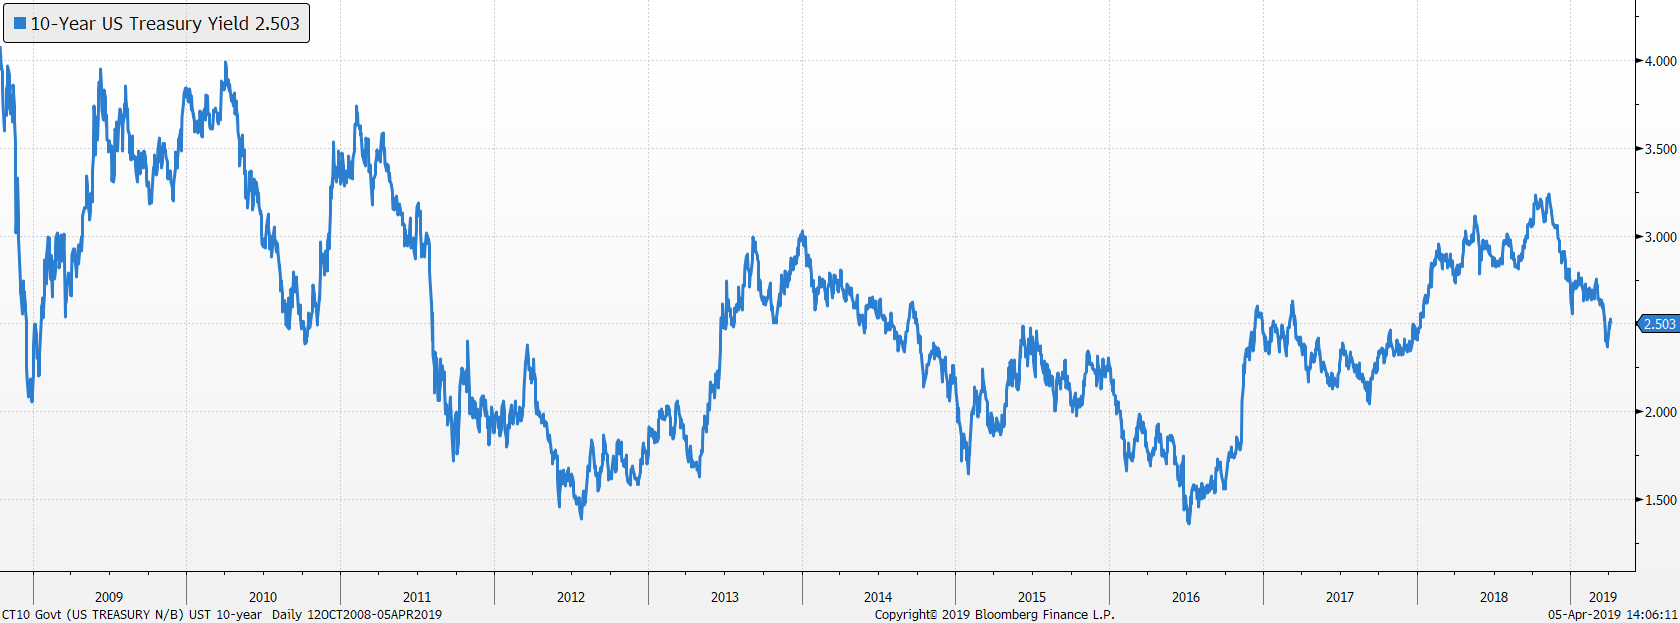 10-Year US Treasury Yield 2.503
4.000
3.500
3.000
2.503
2.000
1.500
2009 2010 2011 2012 2013 2014 2015 2016 2017 2018 2019
CT10 Govt (US TREASURY N/B) UST 10-year Daily 12OCT2008-05APR2019 Copyright© 2019 Bloomberg Finance L.P. 05-Apr-2019 14:06:11